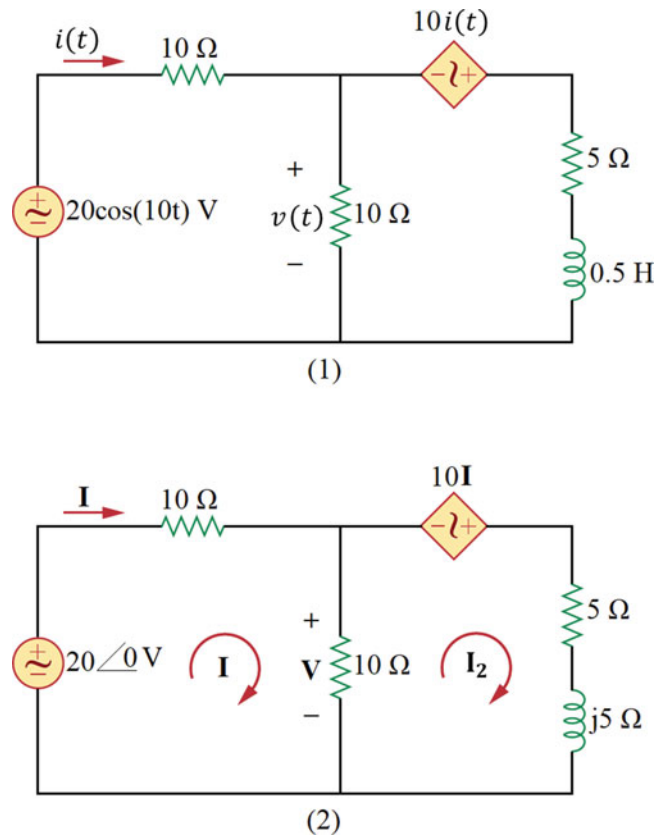 i(t)
10 Ω
10i(t)
− +
5 Ω
+
−
20cos(10t) V
+
v(t)
−
10 Ω
0.5 H
(1)
I
10 Ω
10I
− +
5 Ω
+
−
20∠0 V
I
+
V
−
10 Ω
I₂
j5 Ω
(2)